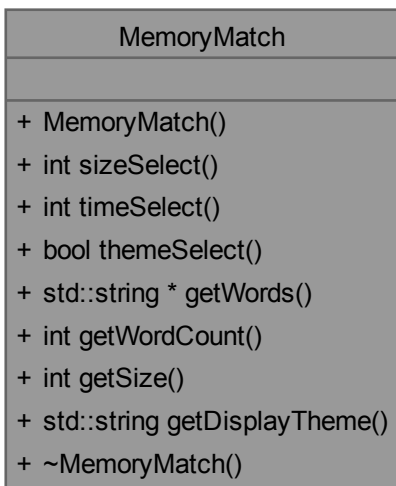 MemoryMatch
+ MemoryMatch()
+ int sizeSelect()
+ int timeSelect()
+ bool themeSelect()
+ std::string * getWords()
+ int getWordCount()
+ int getSize()
+ std::string getDisplayTheme()
+ ~MemoryMatch()